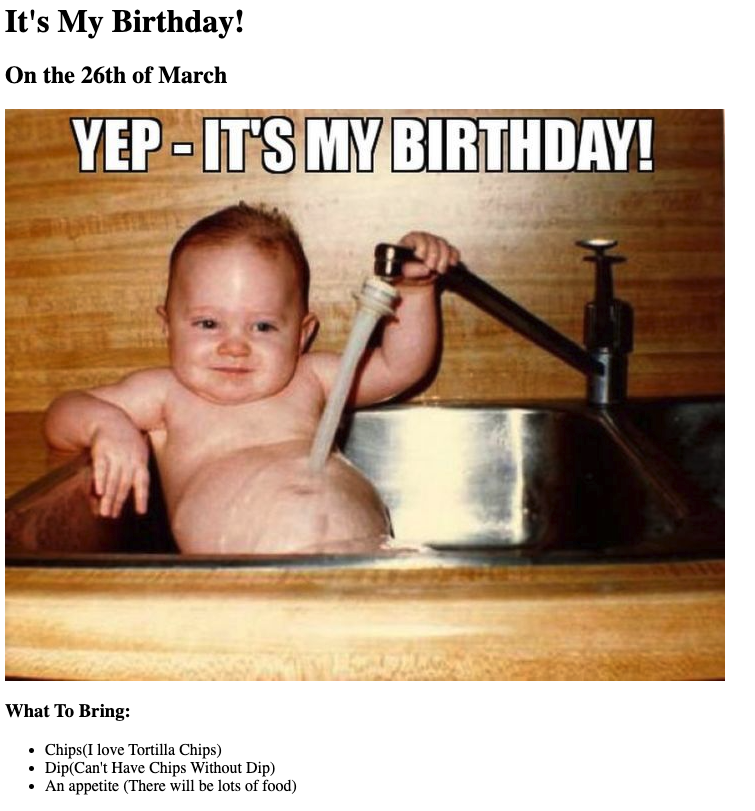 It's My Birthday!
On the 26th of March
YEP - IT'S MY BIRTHDAY!
What To Bring:
Chips(I love Tortilla Chips)
Dip(Can't Have Chips Without Dip)
An appetite (There will be lots of food)